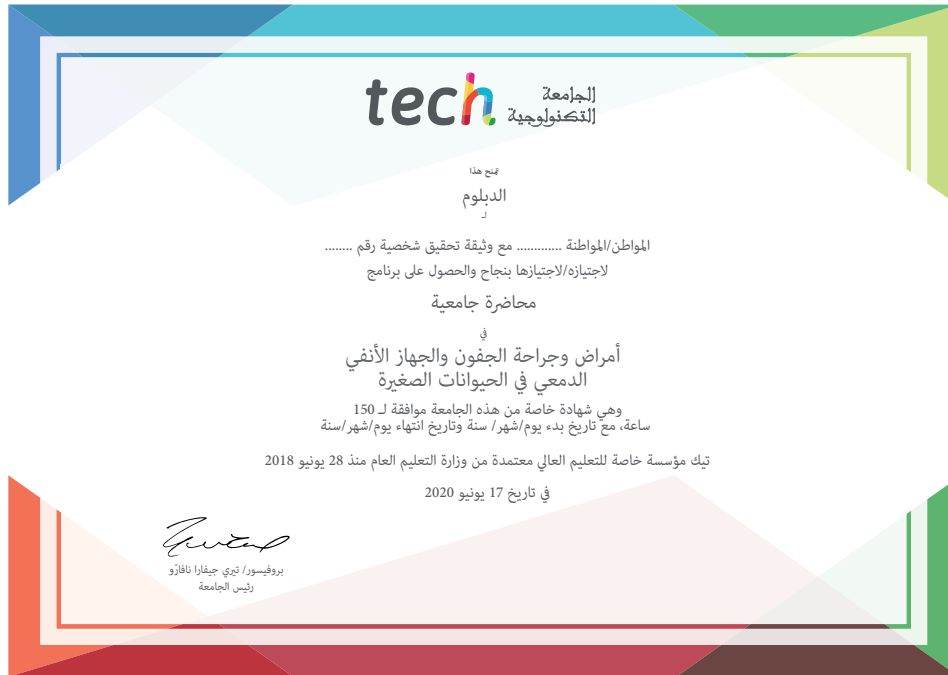 tech الجامعة
التكنولوجية
يُمنح هذا
الدبلوم
لـ
المواطن/المواطنة ............. مع وثيقة تحقيق شخصية رقم ........
لاجتيازه/لاجتيازها بنجاح والحصول على برنامج
محاضرة جامعية
في
أمراض وجراحة الجفون والجهاز الأنفي
الدمعي في الحيوانات الصغيرة
وهي شهادة خاصة من هذه الجامعة موافقة لـ 150
ساعة، مع تاريخ بدء يوم/شهر/ سنة وتاريخ انتهاء يوم/شهر/سنة
تيك مؤسسة خاصة للتعليم العالي معتمدة من وزارة التعليم العام منذ 28 يونيو 2018
في تاريخ 17 يونيو 2020
بروفيسور/ تيري جيفارا نافارّو
رئيس الجامعة